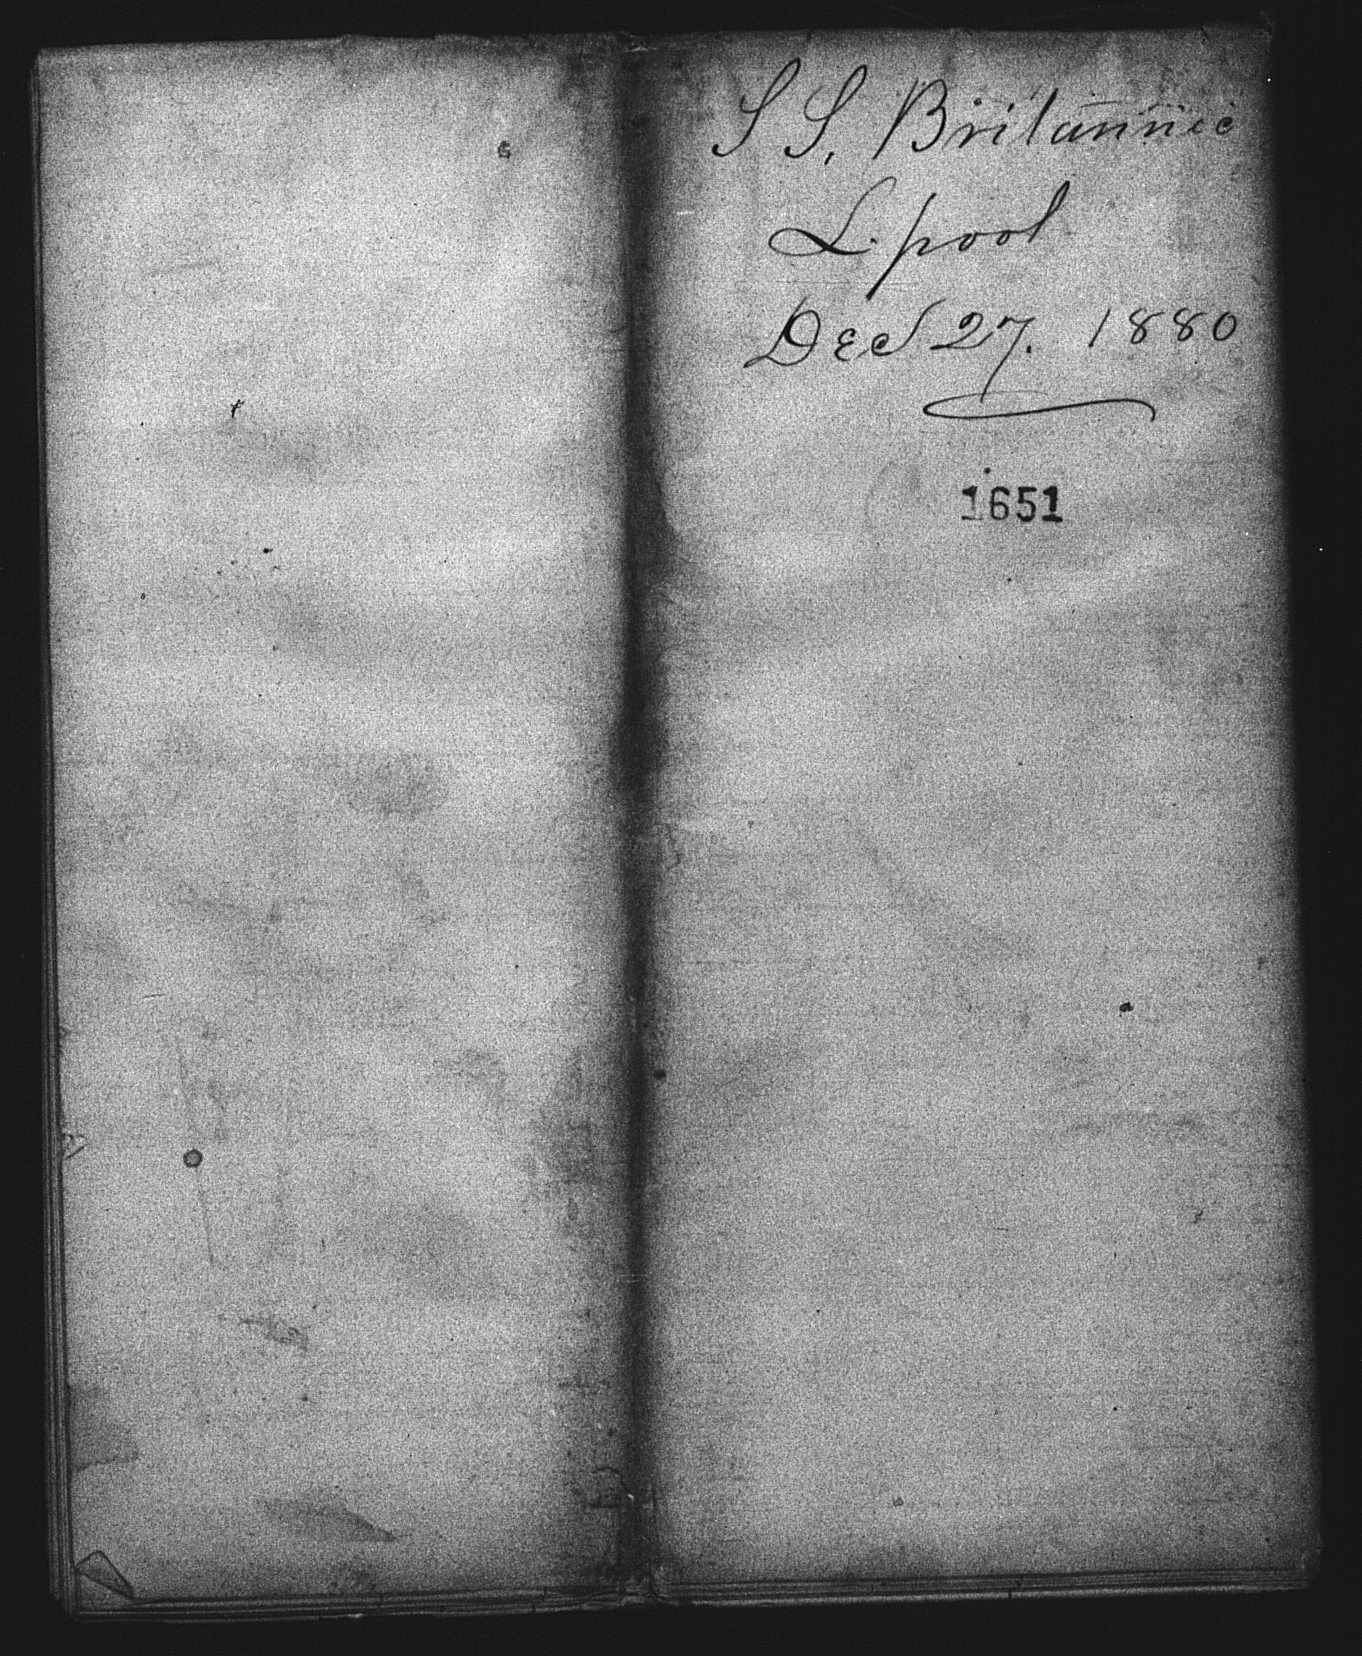 S S, Britannic
L.pool
Dec 27. 1880
1651